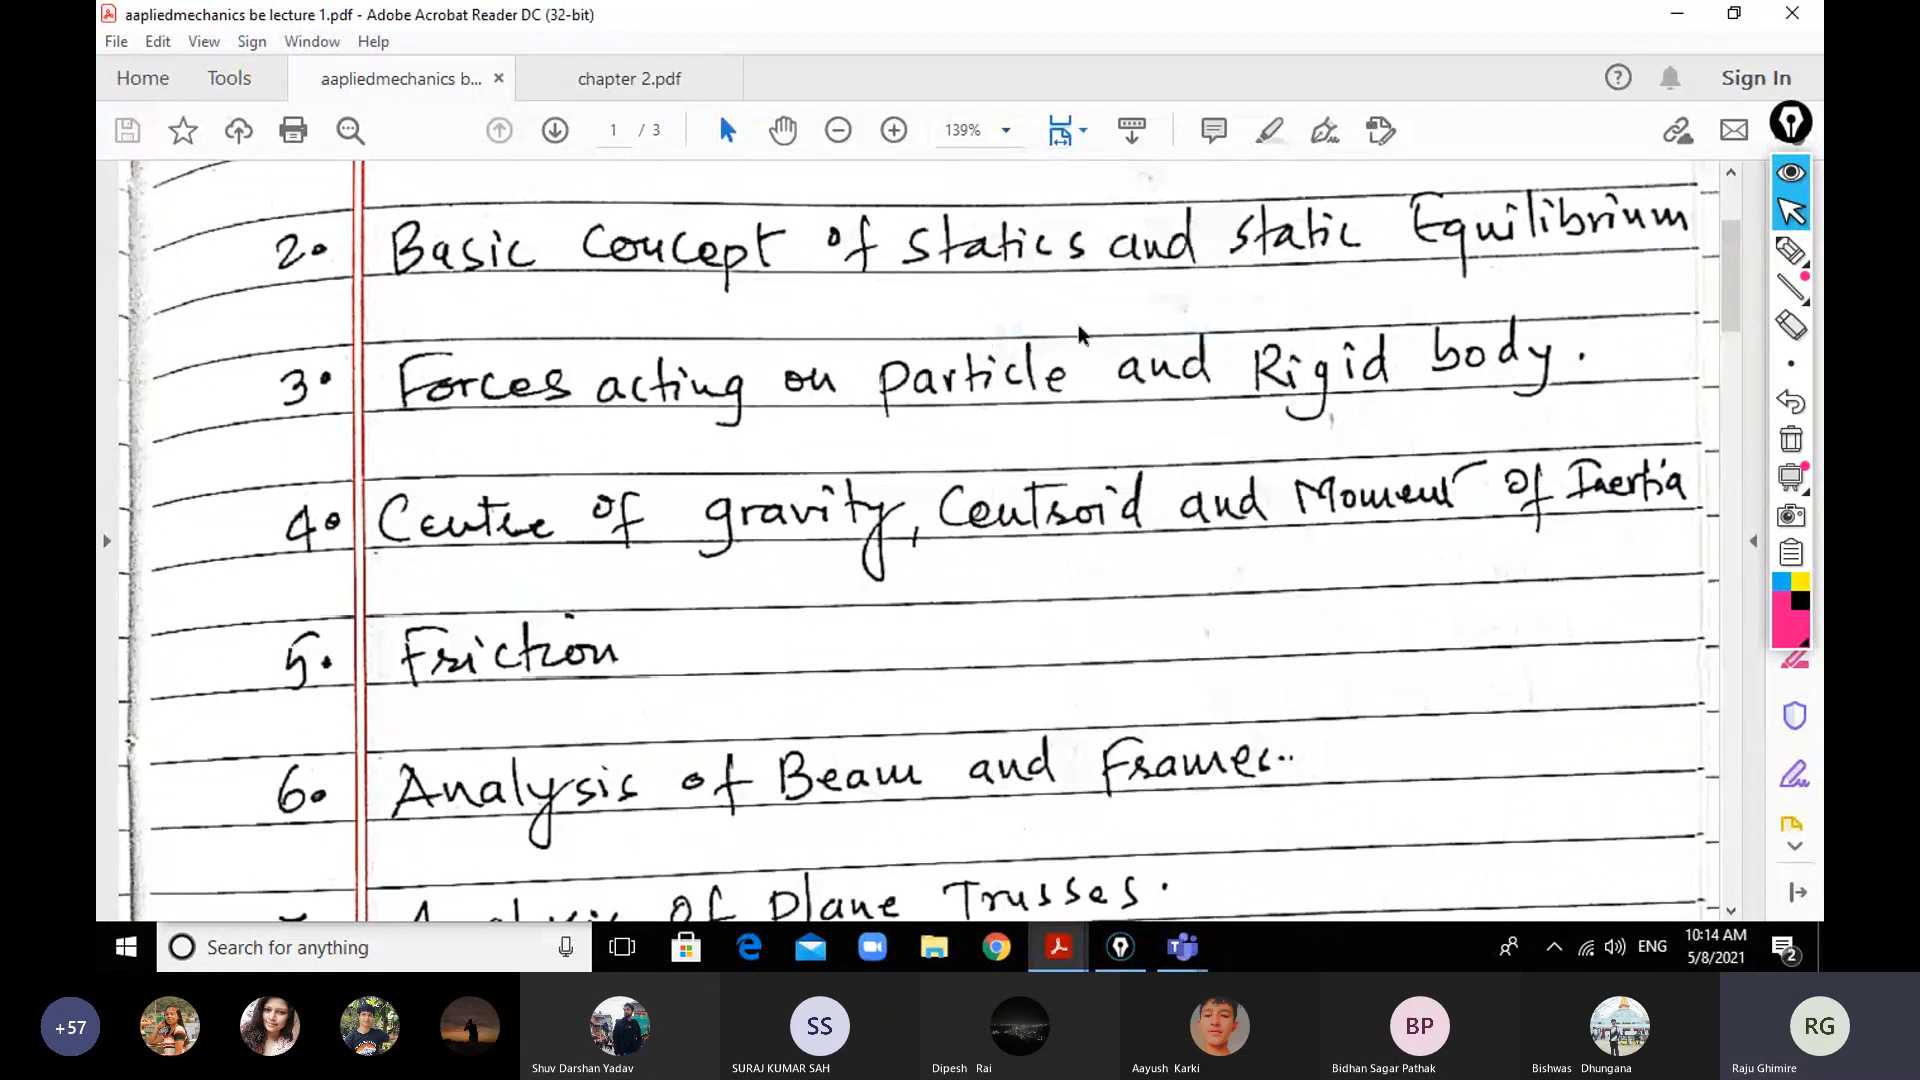 aapliedmechanics be lecture 1.pdf - Adobe Acrobat Reader DC (32-bit)
File Edit View Sign Window Help
Home Tools aapliedmechanics b... × chapter 2.pdf Sign In
1 / 3 139%
2. Basic Concept of statics and static Equilibrium
3. Forces acting on particle and Rigid body.
4. Centre of gravity, Centroid and Moment of Inertia
5. Friction
6. Analysis of Beam and Frames..
of Plane Trusses.
Search for anything
ENG
10:14 AM
5/8/2021
2
+57
SS
BP
RG
Shuv Darshan Yadav
SURAJ KUMAR SAH
Dipesh Rai
Aayush Karki
Bidhan Sagar Pathak
Bishwas Dhungana
Raju Ghimire